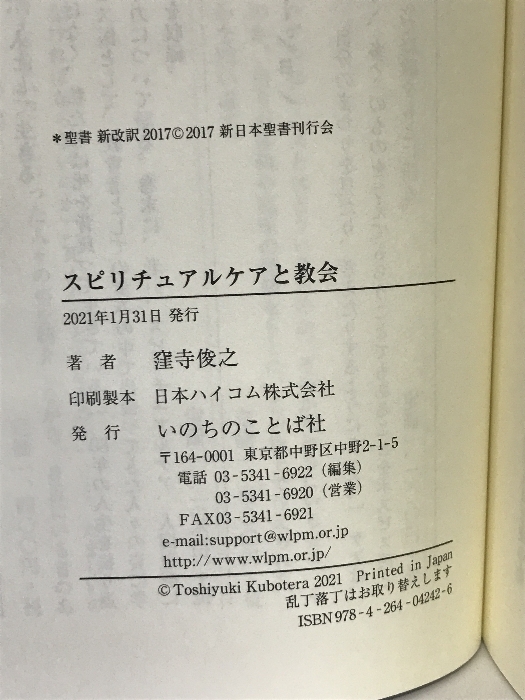 ＊聖書 新改訳2017©2017 新日本聖書刊行会
スピリチュアルケアと教会
2021年1月31日 発行
著 者 窪寺俊之
印刷製本 日本ハイコム株式会社
発 行 いのちのことば社
〒164-0001 東京都中野区中野2-1-5
電話 03-5341-6922（編集）
03-5341-6920（営業）
FAX03-5341-6921
e-mail:support@wlpm.or.jp
http://www.wlpm.or.jp/
© Toshiyuki Kubotera 2021 Printed in Japan
乱丁落丁はお取り替えします
ISBN978-4-264-04242-6